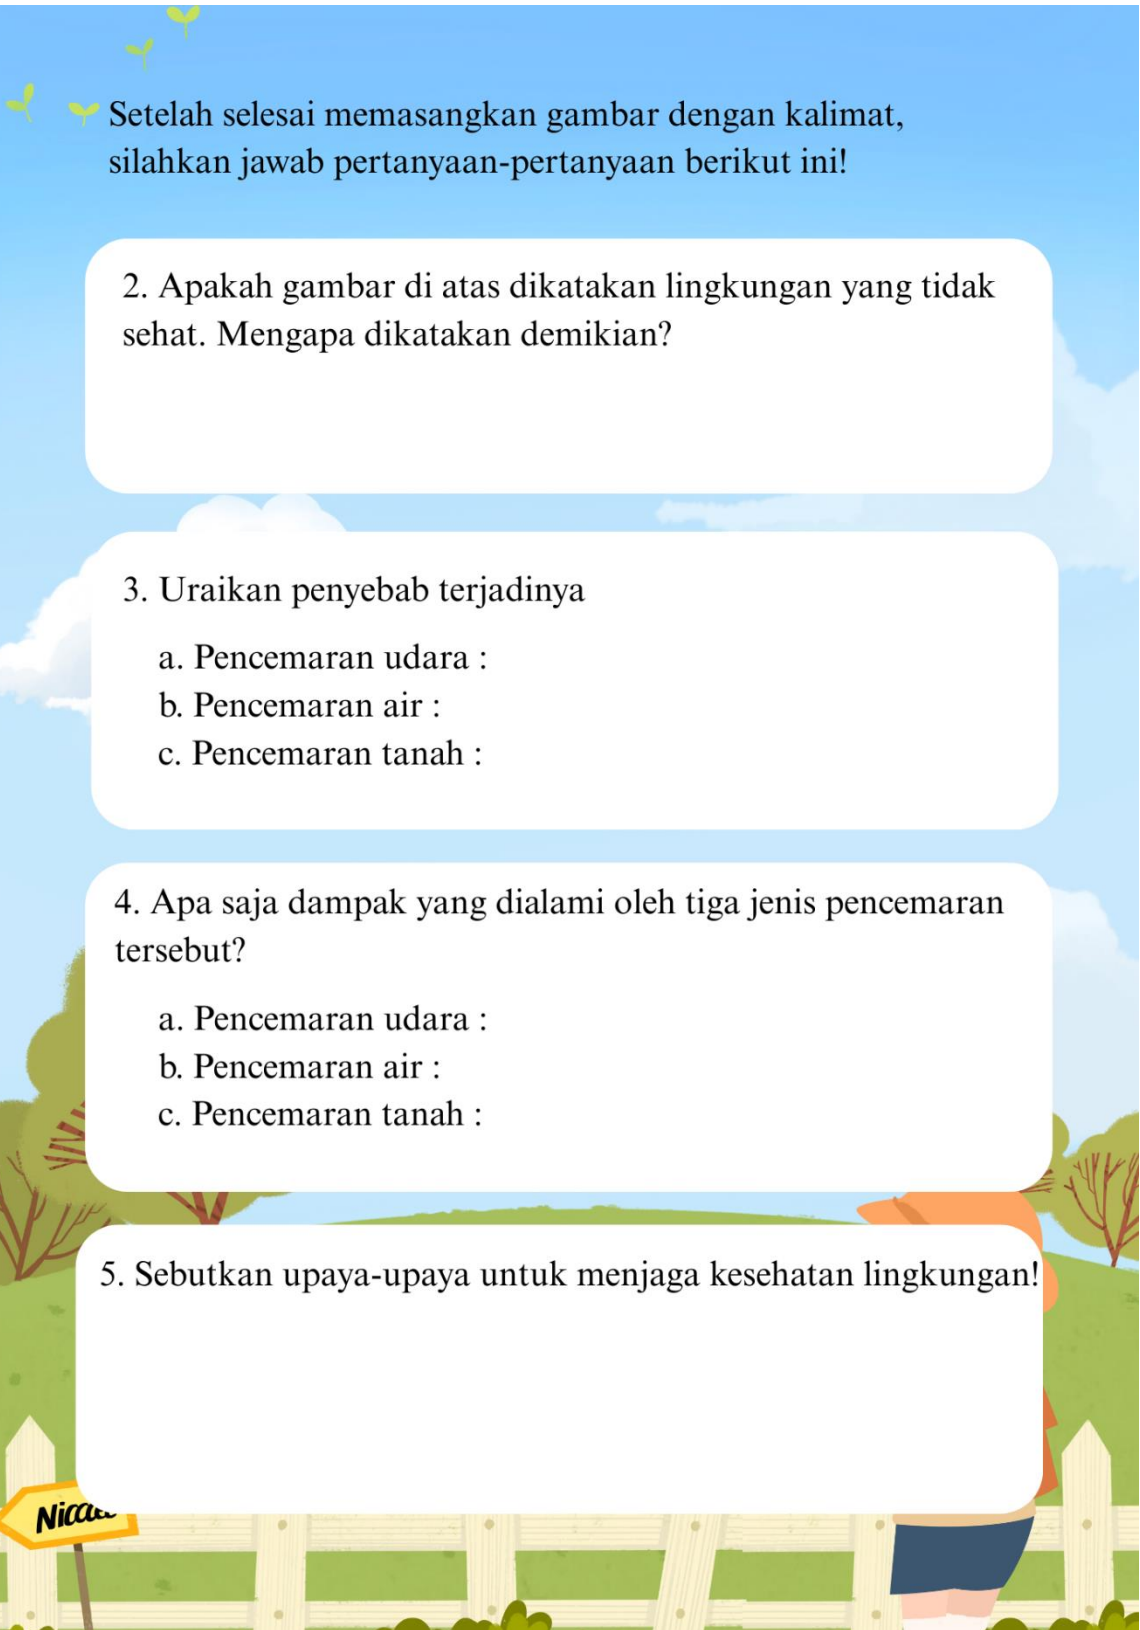 Setelah selesai memasangkan gambar dengan kalimat,
silahkan jawab pertanyaan-pertanyaan berikut ini!
2. Apakah gambar di atas dikatakan lingkungan yang tidak
sehat. Mengapa dikatakan demikian?
3. Uraikan penyebab terjadinya
a. Pencemaran udara :
b. Pencemaran air :
c. Pencemaran tanah :
4. Apa saja dampak yang dialami oleh tiga jenis pencemaran
tersebut?
a. Pencemaran udara :
b. Pencemaran air :
c. Pencemaran tanah :
5. Sebutkan upaya-upaya untuk menjaga kesehatan lingkungan!